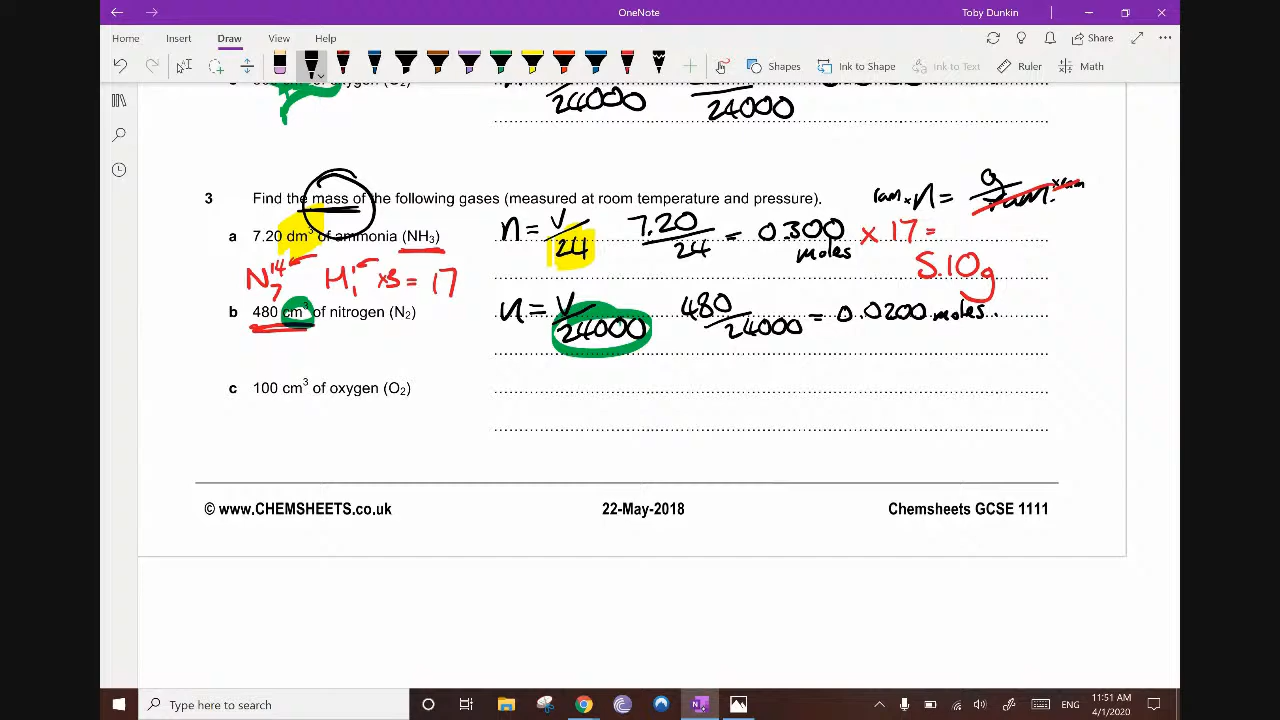 OneNote
Toby Dunkin
Home Insert Draw View Help
Share
Shapes Ink to Shape Ink to Text Ruler Math
24000 24000
3 Find the mass of the following gases (measured at room temperature and pressure). ram × n = g/ram × ram
a 7.20 dm³ of ammonia (NH₃) n = v/24 7.20/24 = 0.300 moles × 17 =
5.10g
N 14 7 H 1 1 ×3 = 17
b 480 cm³ of nitrogen (N₂) n = v/24000 480/24000 = 0.0200 moles.
c 100 cm³ of oxygen (O₂)
© www.CHEMSHEETS.co.uk 22-May-2018 Chemsheets GCSE 1111
Type here to search
ENG
11:51 AM
4/1/2020